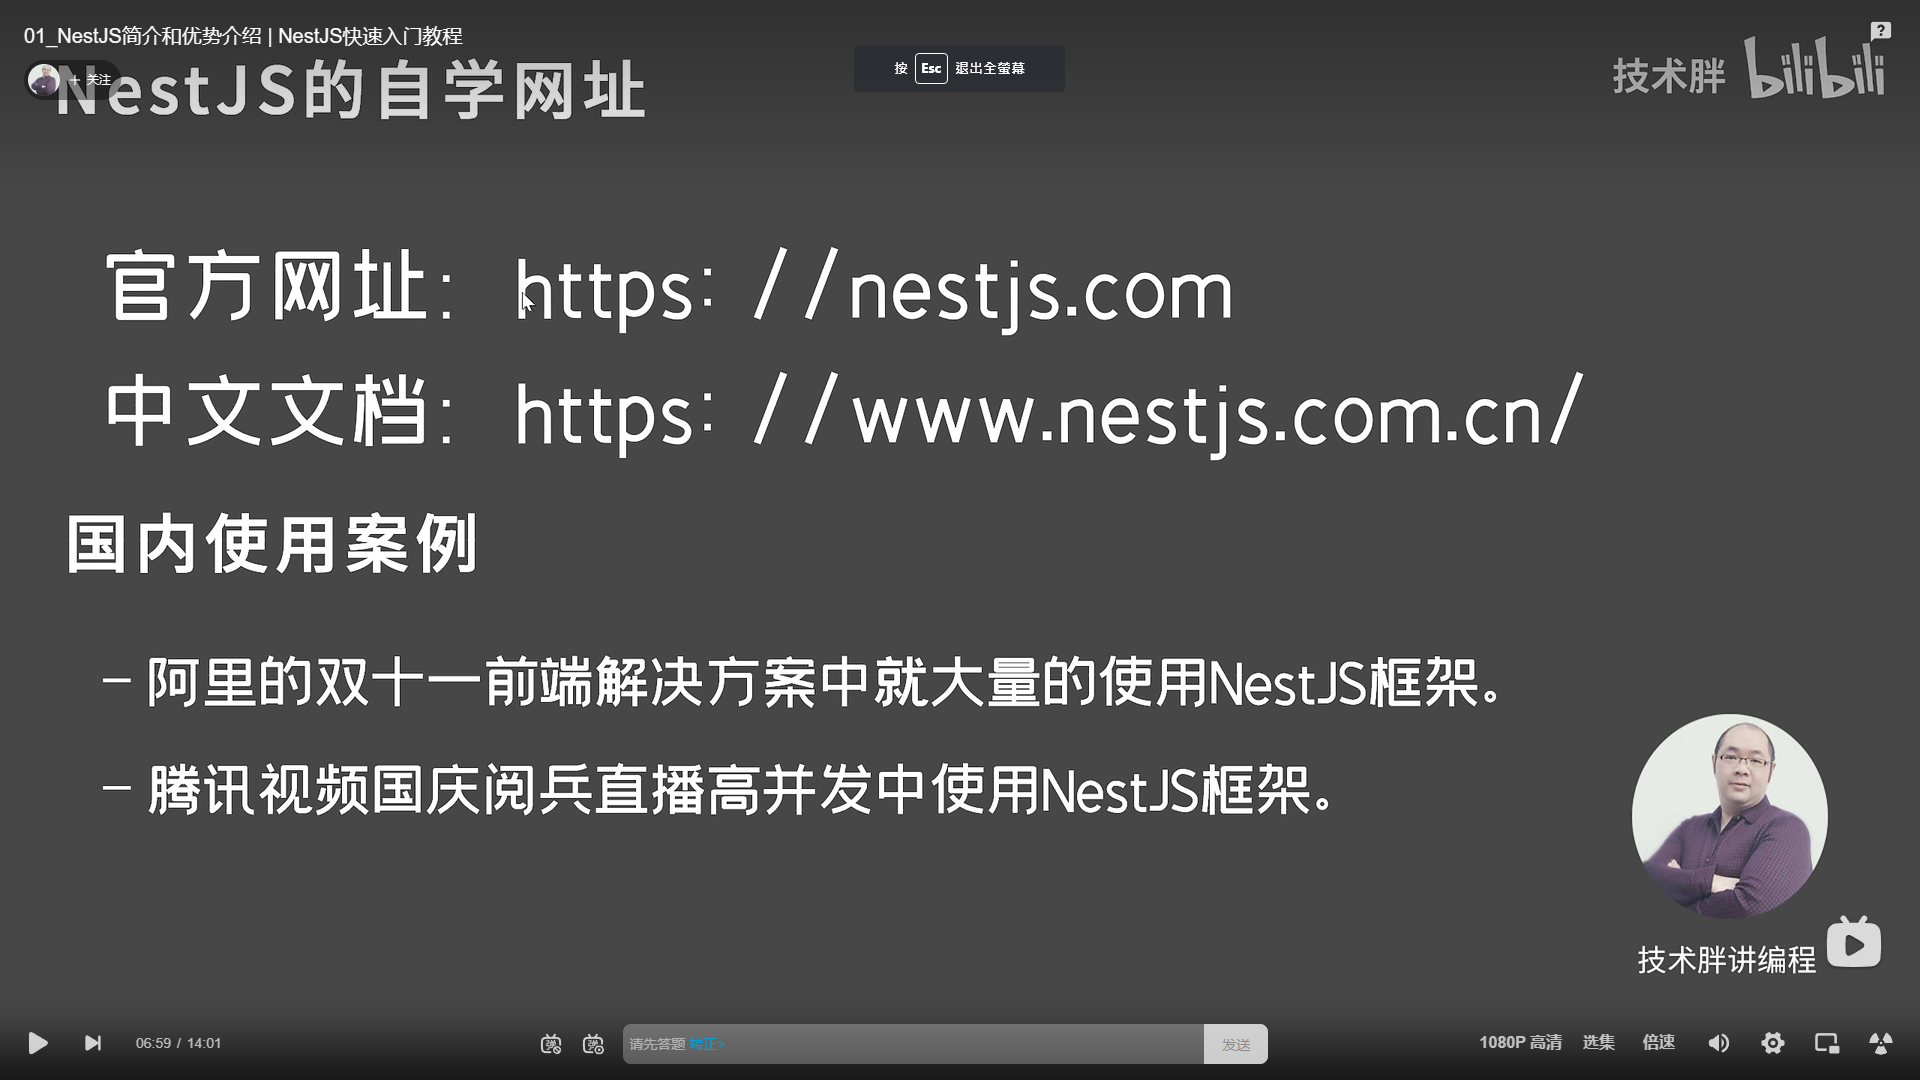 01_NestJS简介和优势介绍 | NestJS快速入门教程
+ 关注
NestJS的自学网址
按 Esc 退出全萤幕
技术胖 bilibili
官方网址: https: //nestjs.com
中文文档: https: //www.nestjs.com.cn/
国内使用案例
- 阿里的双十一前端解决方案中就大量的使用NestJS框架。
- 腾讯视频国庆阅兵直播高并发中使用NestJS框架。
技术胖讲编程
06:59 / 14:01
请先答题 转正>
发送
1080P 高清 选集 倍速